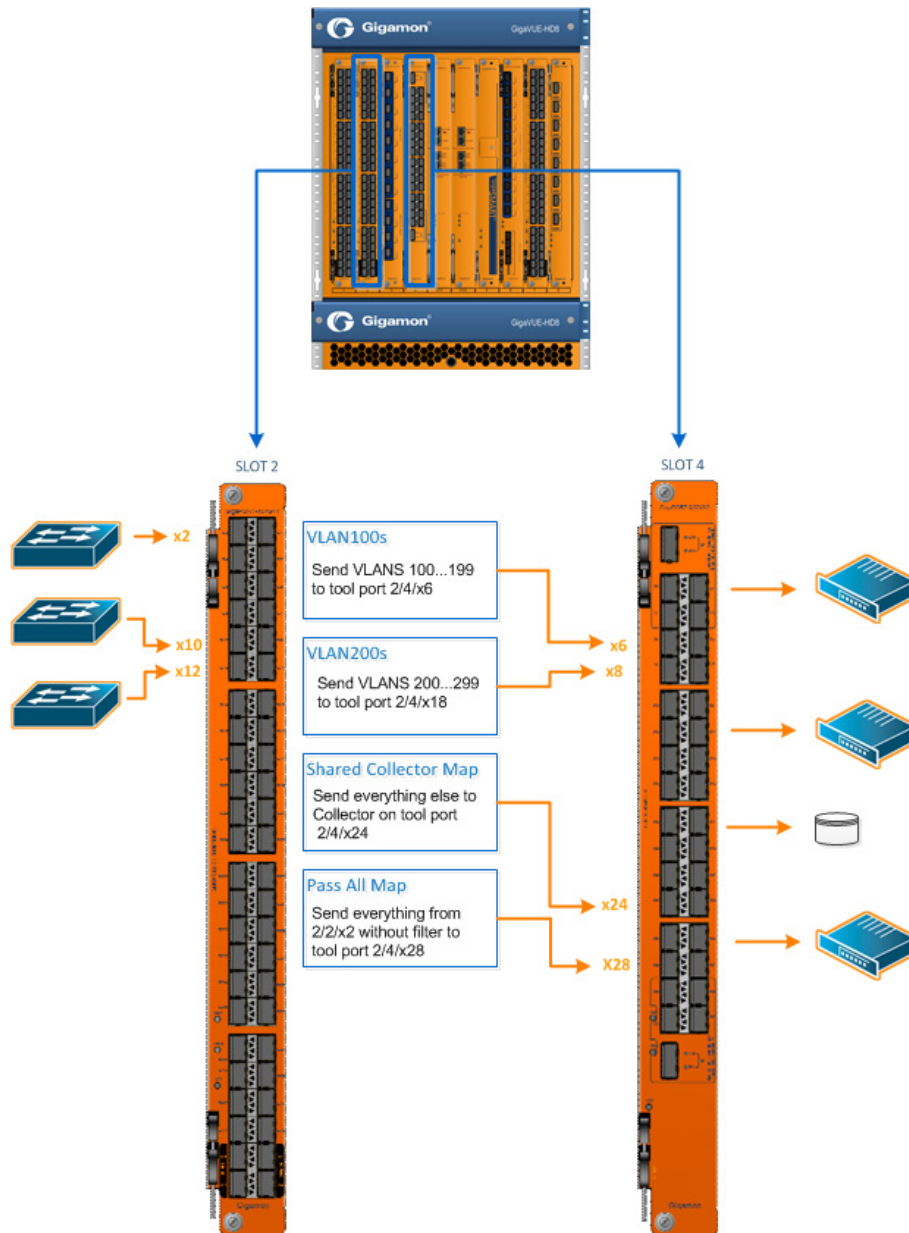 Gigamon®
GigaVUE-HD8
Gigamon®
GigaVUE-HD8
SLOT 2
SLOT 4
x2
x10
x12
VLAN100s
Send VLANS 100...199
to tool port 2/4/x6
VLAN200s
Send VLANS 200...299
to tool port 2/4/x18
Shared Collector Map
Send everything else to
Collector on tool port
2/4/x24
Pass All Map
Send everything from
2/2/x2 without filter to
tool port 2/4/x28
x6
x8
x24
X28
Gigamon
Gigamon